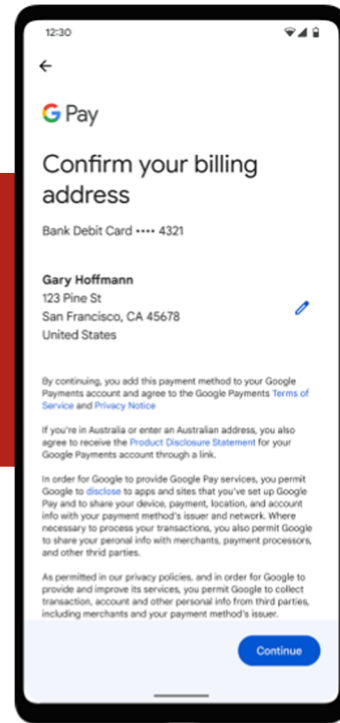 12:30
G Pay
Confirm your billing
address
Bank Debit Card •••• 4321
Gary Hoffmann
123 Pine St
San Francisco, CA 45678
United States
By continuing, you add this payment method to your Google
Payments account and agree to the Google Payments Terms of
Service and Privacy Notice
If you're in Australia or enter an Australian address, you also
agree to receive the Product Disclosure Statement for your
Google Payments account through a link.
In order for Google to provide Google Pay services, you permit
Google to disclose to apps and sites that you've set up Google
Pay and to share your device, payment, location, and account
info with your payment method's issuer and network. Where
necessary to process your transactions, you also permit Google
to share your peronal info with merchants, payment processors,
and other thrid parties.
As permitted in our privacy policies, and in order for Google to
provide and improve its services, you permit Google to collect
transaction, account and other personal info from third parties,
including merchants and your payment method's issuer.
Continue